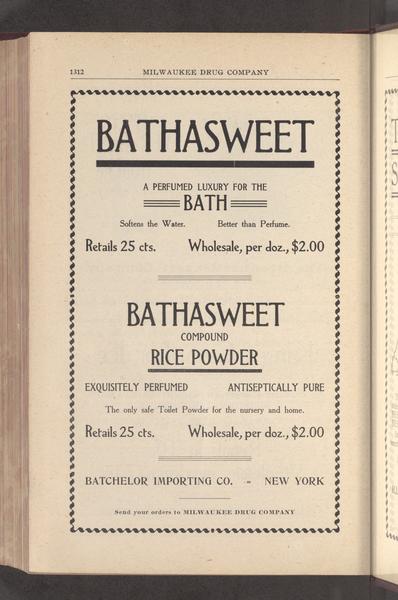 1312 MILWAUKEE DRUG COMPANY
BATHASWEET
A PERFUMED LUXURY FOR THE
BATH
Softens the Water. Better than Perfume.
Retails 25 cts. Wholesale, per doz., $2.00
BATHASWEET
COMPOUND
RICE POWDER
EXQUISITELY PERFUMED ANTISEPTICALLY PURE
The only safe Toilet Powder for the nursery and home.
Retails 25 cts. Wholesale, per doz., $2.00
BATCHELOR IMPORTING CO. - NEW YORK
Send your orders to MILWAUKEE DRUG COMPANY